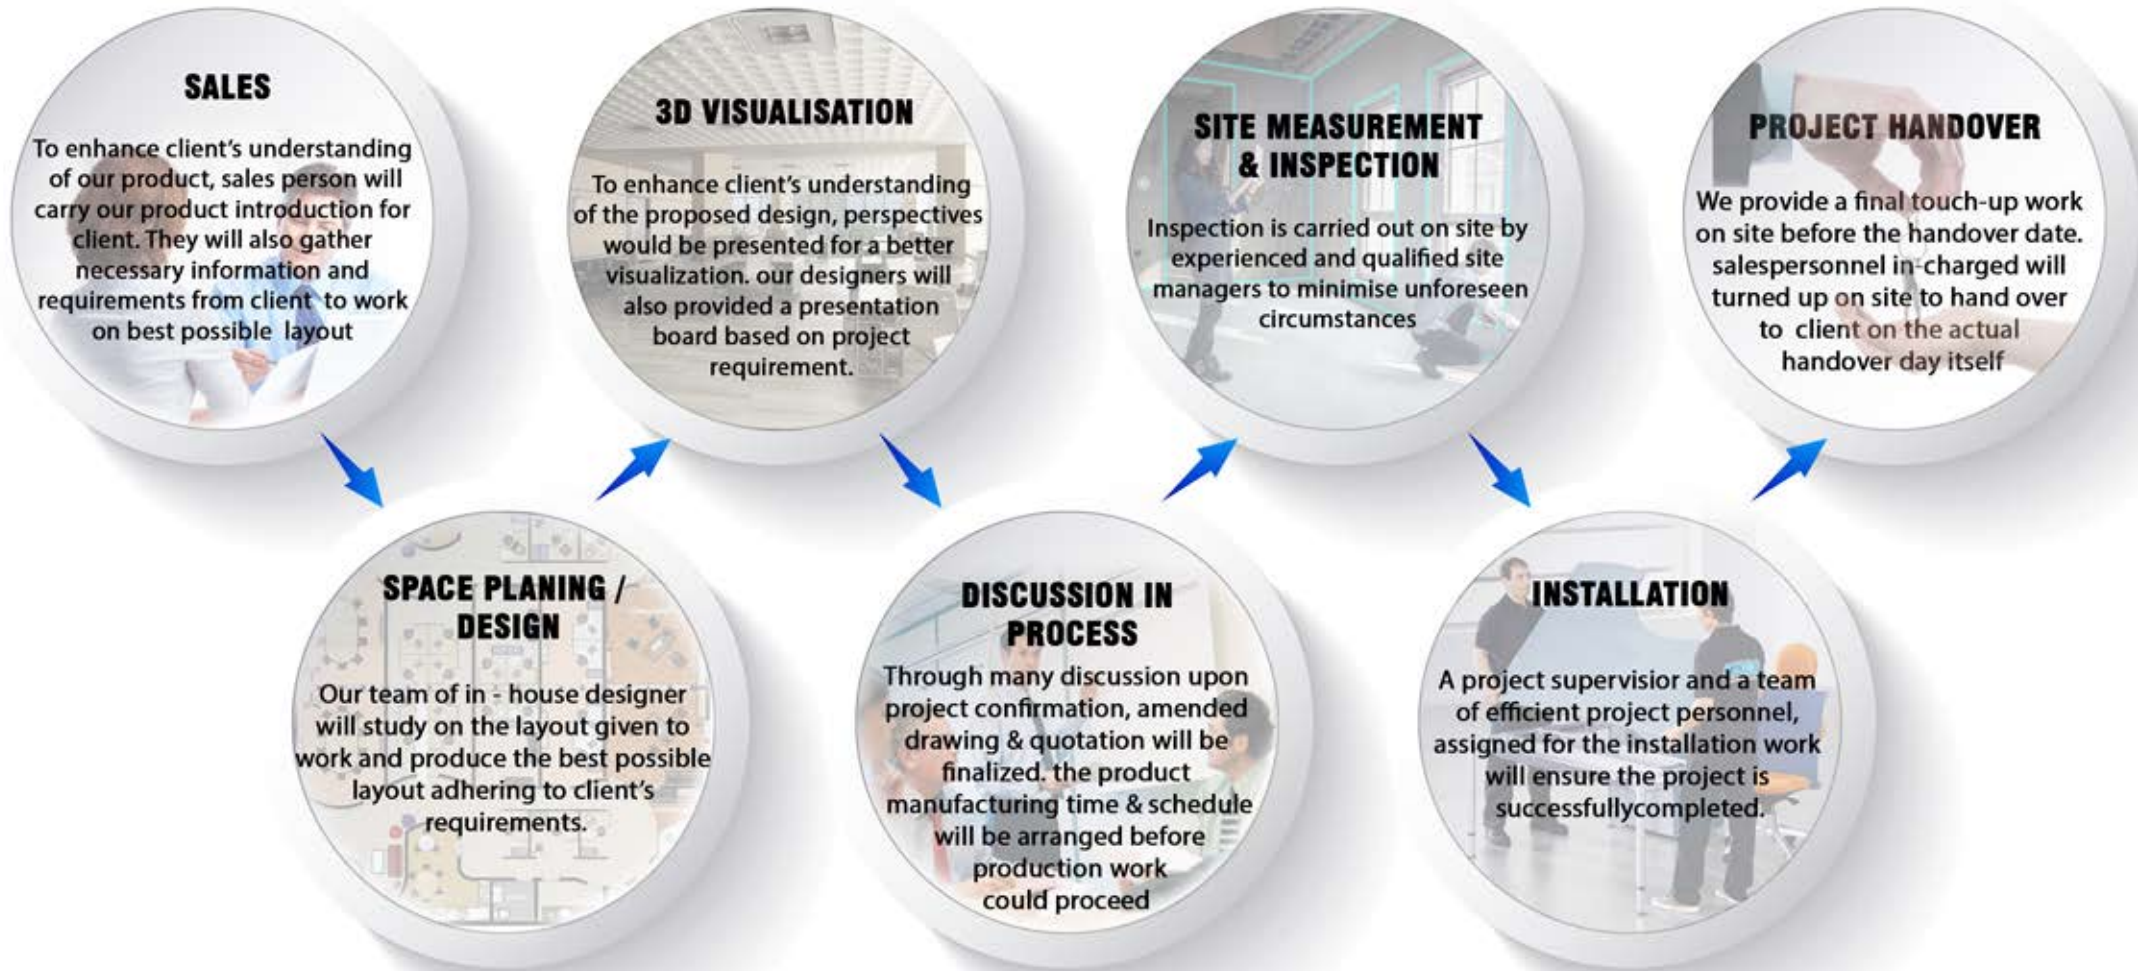 SALES
To enhance client's understanding
of our product, sales person will
carry our product introduction for
client. They will also gather
necessary information and
requirements from client to work
on best possible layout
SPACE PLANING /
DESIGN
Our team of in - house designer
will study on the layout given to
work and produce the best possible
layout adhering to client's
requirements.
3D VISUALISATION
To enhance client's understanding
of the proposed design, perspectives
would be presented for a better
visualization. our designers will
also provided a presentation
board based on project
requirement.
DISCUSSION IN
PROCESS
Through many discussion upon
project confirmation, amended
drawing & quotation will be
finalized. the product
manufacturing time & schedule
will be arranged before
production work
could proceed
SITE MEASUREMENT
& INSPECTION
Inspection is carried out on site by
experienced and qualified site
managers to minimise unforeseen
circumstances
INSTALLATION
A project supervisior and a team
of efficient project personnel,
assigned for the installation work
will ensure the project is
successfullycompleted.
PROJECT HANDOVER
We provide a final touch-up work
on site before the handover date.
salespersonnel in-charged will
turned up on site to hand over
to client on the actual
handover day itself